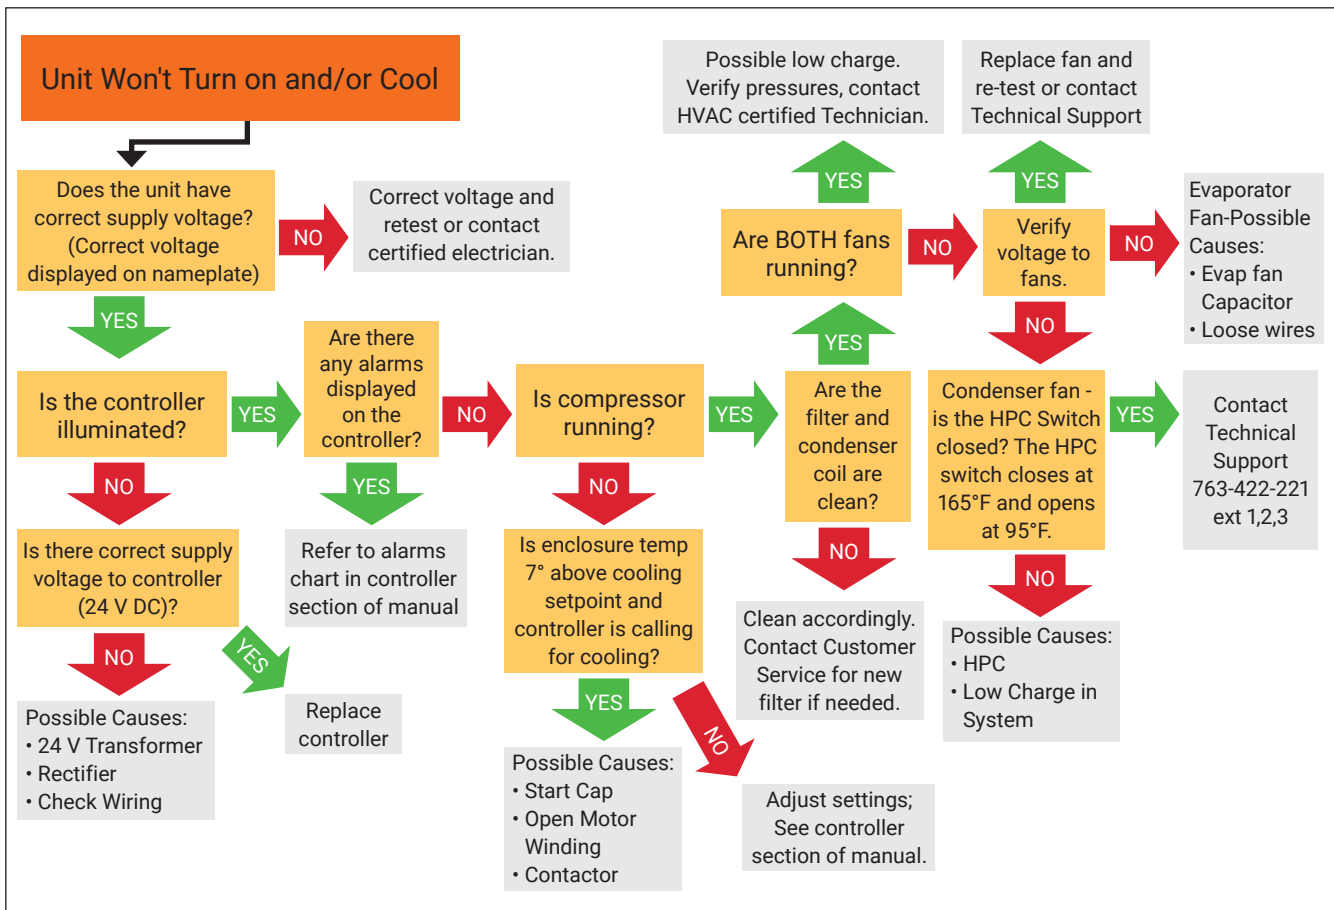 Unit Won't Turn on and/or Cool
Does the unit have
correct supply voltage?
(Correct voltage
displayed on nameplate)
NO
Correct voltage and
retest or contact
certified electrician.
YES
Is the controller
illuminated?
YES
Are there
any alarms
displayed
on the
controller?
NO
Is compressor
running?
YES
Are the
filter and
condenser
coil are
clean?
YES
Are BOTH fans
running?
YES
Possible low charge.
Verify pressures, contact
HVAC certified Technician.
NO
Verify
voltage to
fans.
YES
Replace fan and
re-test or contact
Technical Support
NO
Evaporator
Fan-Possible
Causes:
• Evap fan
Capacitor
• Loose wires
NO
Condenser fan -
is the HPC Switch
closed? The HPC
switch closes at
165°F and opens
at 95°F.
YES
Contact
Technical
Support
763-422-221
ext 1,2,3
NO
Possible Causes:
• HPC
• Low Charge in
System
NO
Is there correct supply
voltage to controller
(24 V DC)?
NO
Possible Causes:
• 24 V Transformer
• Rectifier
• Check Wiring
YES
Replace
controller
YES
Refer to alarms
chart in controller
section of manual
NO
Is enclosure temp
7° above cooling
setpoint and
controller is calling
for cooling?
YES
Possible Causes:
• Start Cap
• Open Motor
Winding
• Contactor
NO
Adjust settings;
See controller
section of manual.
NO
Clean accordingly.
Contact Customer
Service for new
filter if needed.